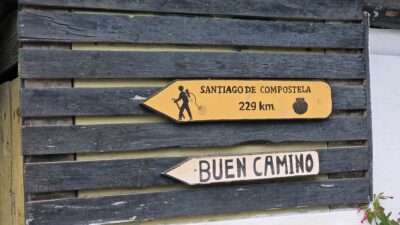 SANTIAGO DE COMPOSTELA
229 km
BUEN CAMINO